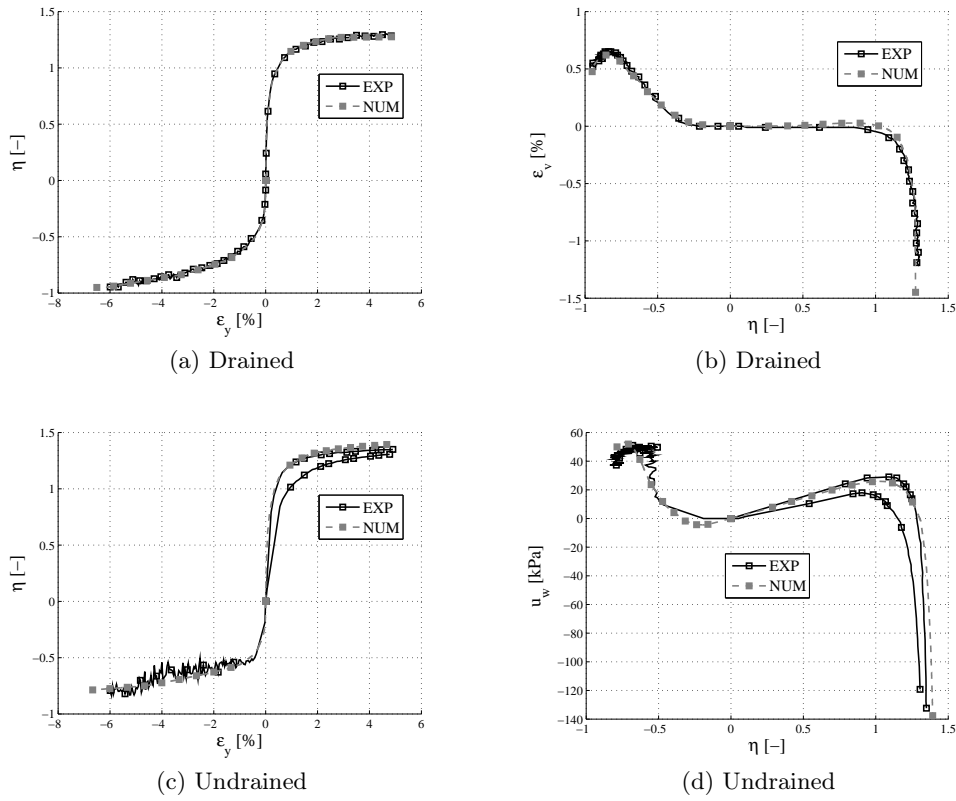 1.5
1
0.5
0
−0.5
−1
−8 −6 −4 −2 0 2 4 6
η [−]
ε_y [%]
EXP
NUM
(a) Drained
1
0.5
0
−0.5
−1
−1.5
−1 −0.5 0 0.5 1 1.5
ε_v [%]
η [−]
EXP
NUM
(b) Drained
1.5
1
0.5
0
−0.5
−1
−8 −6 −4 −2 0 2 4 6
η [−]
ε_y [%]
EXP
NUM
(c) Undrained
60
40
20
0
−20
−40
−60
−80
−100
−120
−140
−1 −0.5 0 0.5 1 1.5
u_w [kPa]
η [−]
EXP
NUM
(d) Undrained